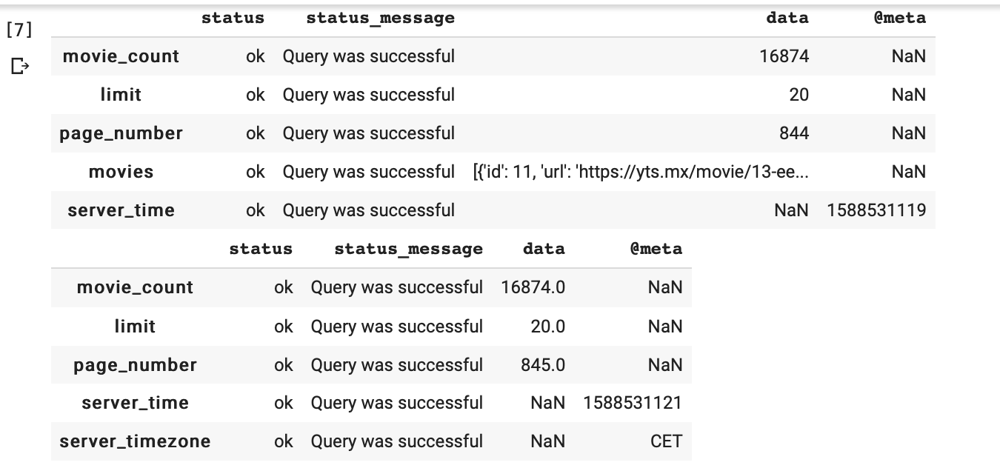 [7]
status status_message data @meta
movie_count ok Query was successful 16874 NaN
limit ok Query was successful 20 NaN
page_number ok Query was successful 844 NaN
movies ok Query was successful [{'id': 11, 'url': 'https://yts.mx/movie/13-ee... NaN
server_time ok Query was successful NaN 1588531119
status status_message data @meta
movie_count ok Query was successful 16874.0 NaN
limit ok Query was successful 20.0 NaN
page_number ok Query was successful 845.0 NaN
server_time ok Query was successful NaN 1588531121
server_timezone ok Query was successful NaN CET